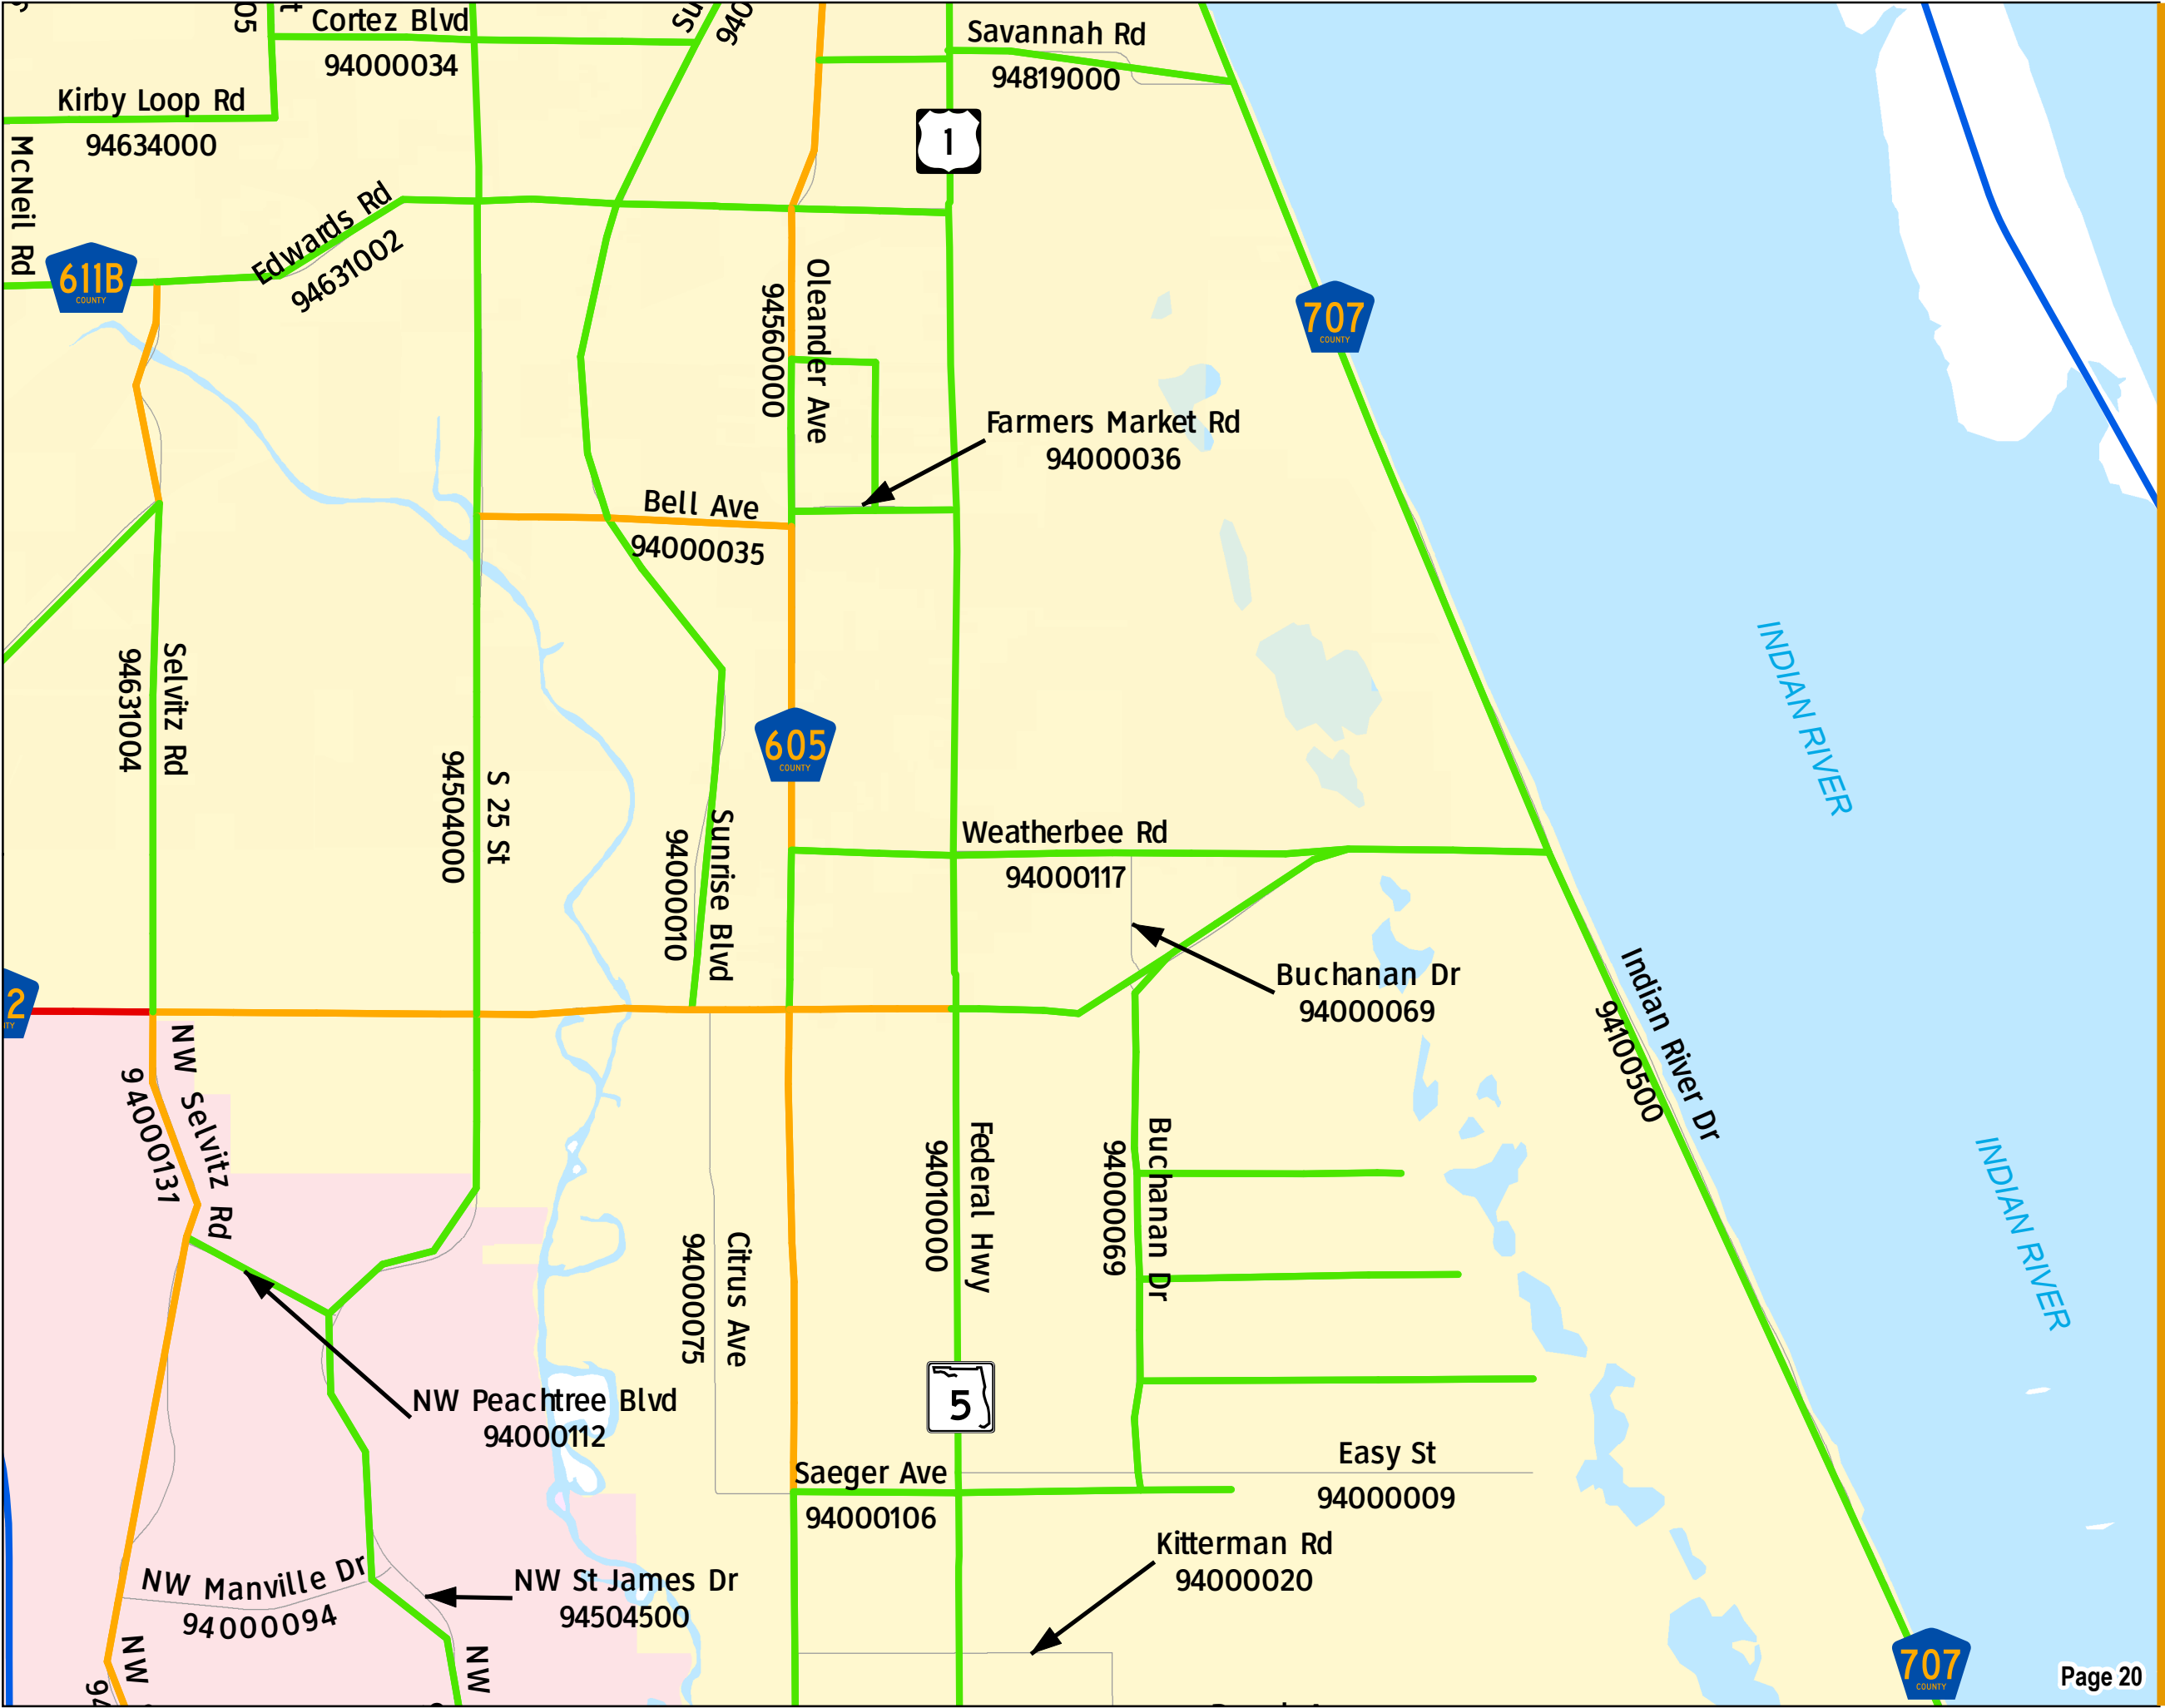 Cortez Blvd
94000034
Savannah Rd
94819000
Kirby Loop Rd
94634000
1
McNeil Rd
Edwards Rd
94631002
611B
COUNTY
Oleander Ave
94560000
707
COUNTY
Farmers Market Rd
94000036
Bell Ave
94000035
INDIAN RIVER
Selvitz Rd
94631004
605
COUNTY
S 25 St
94504000
Sunrise Blvd
94000010
Weatherbee Rd
94000117
Buchanan Dr
94000069
Indian River Dr
94100500
2
NW Selvitz Rd
94000131
Federal Hwy
94010000
Buchanan Dr
94000069
INDIAN RIVER
Citrus Ave
94000075
5
NW Peachtree Blvd
94000112
Saeger Ave
94000106
Easy St
94000009
Kitterman Rd
94000020
NW Manville Dr
94000094
NW St James Dr
94504500
NW
NW
707
COUNTY
Page 20